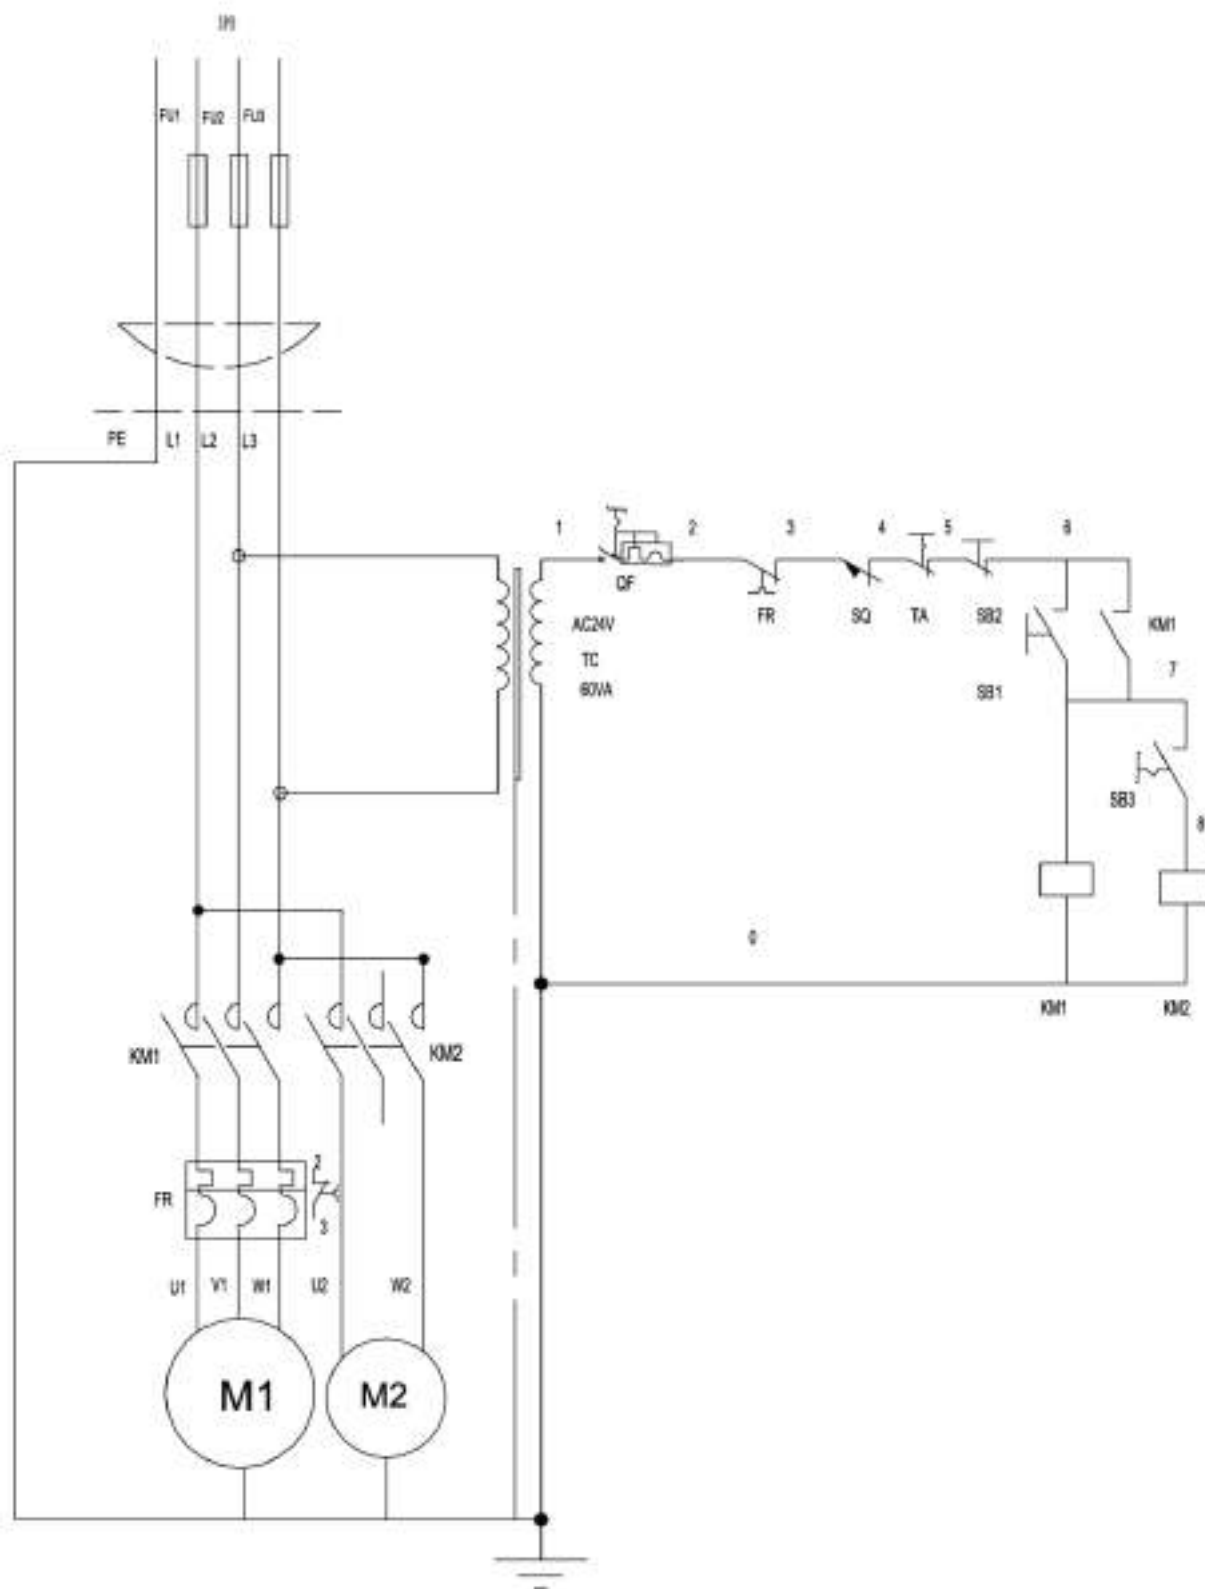 FU1 FU2 FU3
PE L1 L2 L3
1 2 3 4 5 6
QF FR SQ TA SB2 KM1
AC24V
TC
60VA
7
SB1
SB3
8
0
KM1 KM2
KM1 KM2
2
FR
3
U1 V1 W1 U2 W2
M1 M2